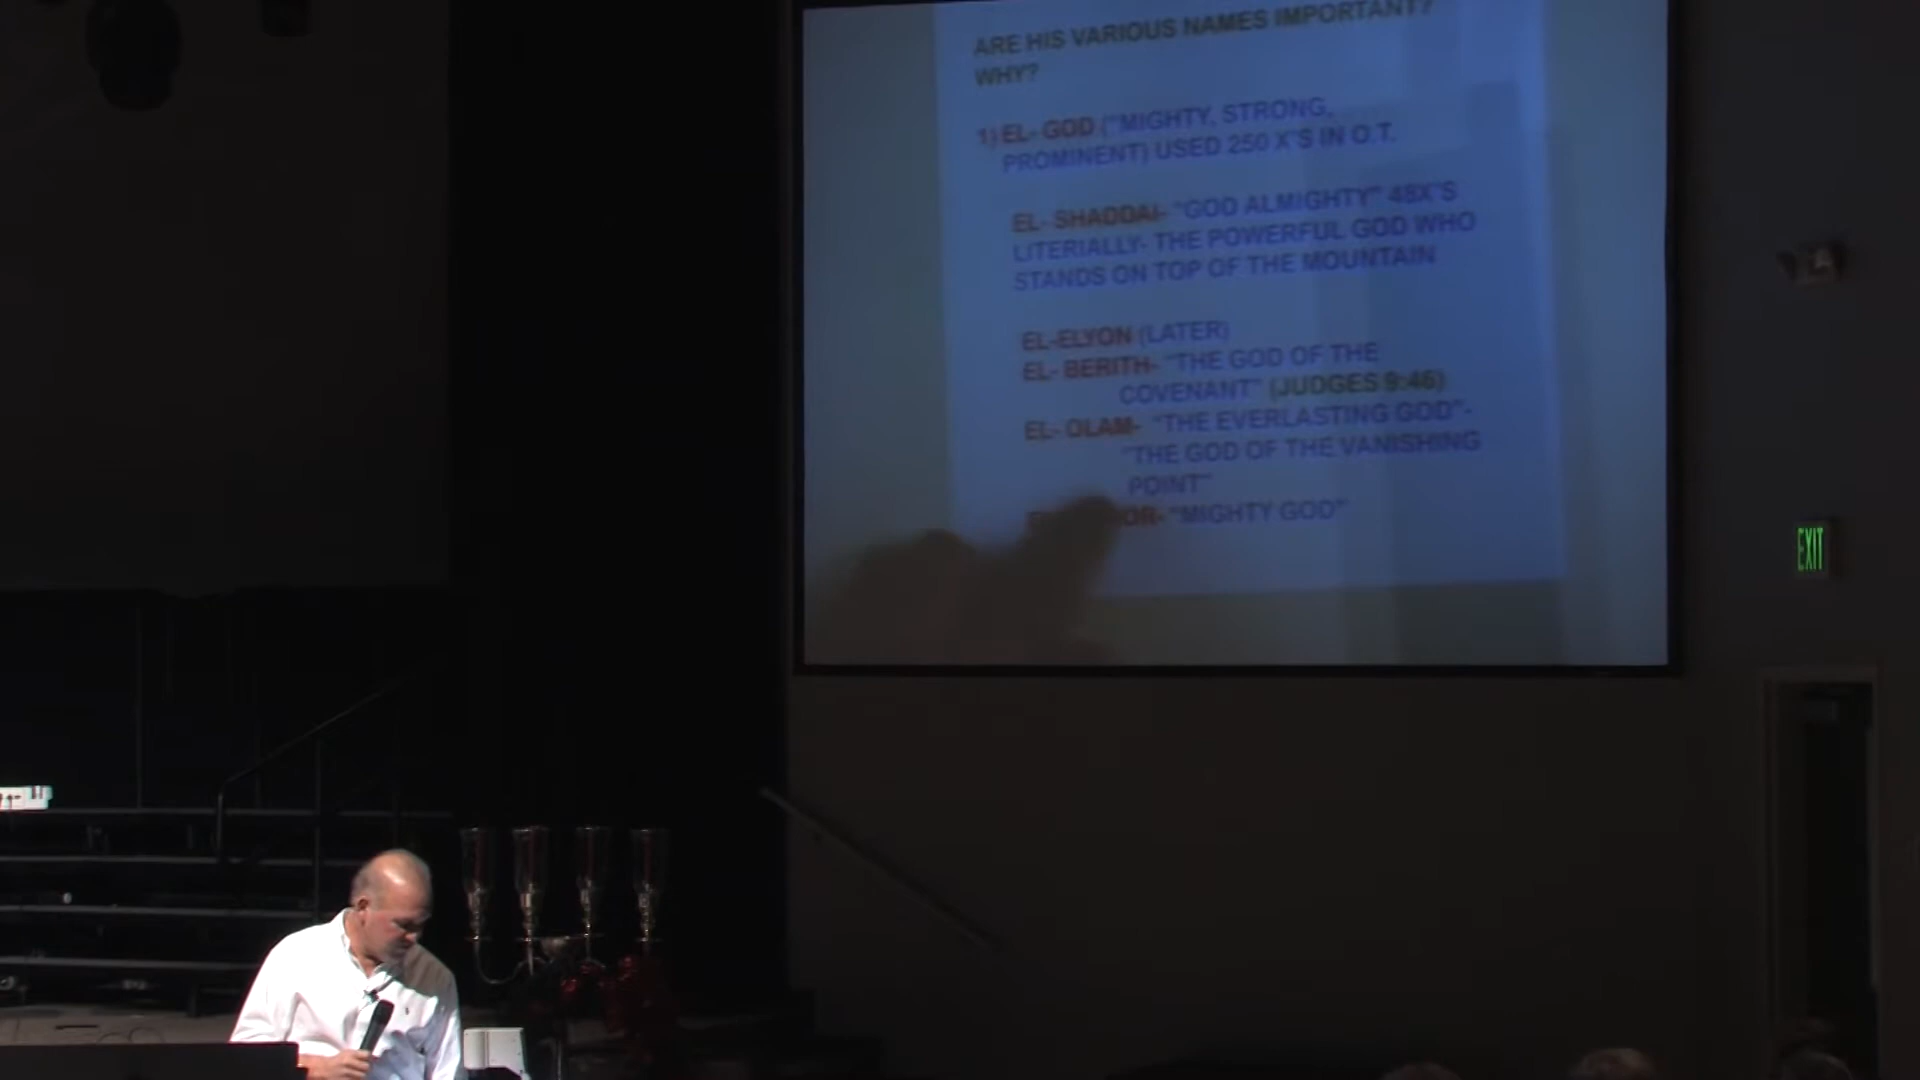 ARE HIS VARIOUS NAMES IMPORTANT?
WHY?
1) EL- GOD ("MIGHTY, STRONG,
PROMINENT) USED 250 X'S IN O.T.
EL- SHADDAI- "GOD ALMIGHTY" 48X'S
LITERIALLY- THE POWERFUL GOD WHO
STANDS ON TOP OF THE MOUNTAIN
EL-ELYON (LATER)
EL- BERITH- "THE GOD OF THE
COVENANT" (JUDGES 9:46)
EL- OLAM- "THE EVERLASTING GOD"-
"THE GOD OF THE VANISHING
POINT"
"MIGHTY GOD"
EXIT